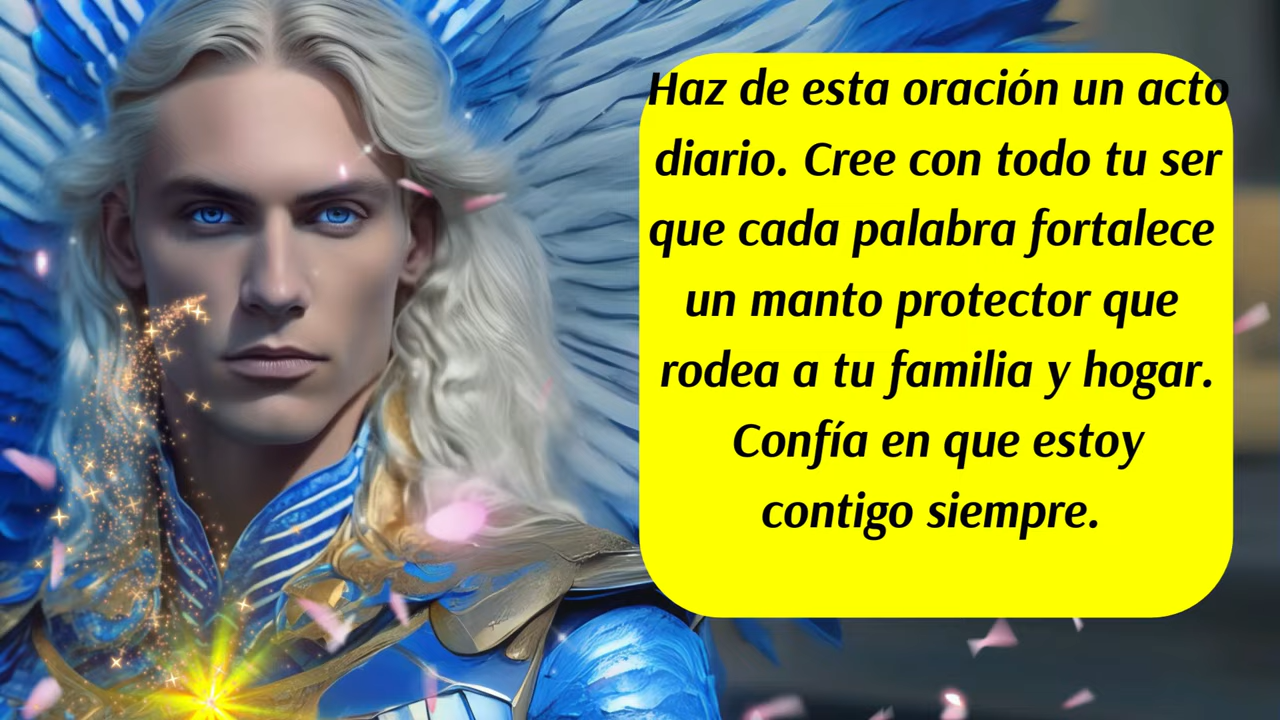 Haz de esta oración un acto
diario. Cree con todo tu ser
que cada palabra fortalece
un manto protector que
rodea a tu familia y hogar.
Confía en que estoy
contigo siempre.